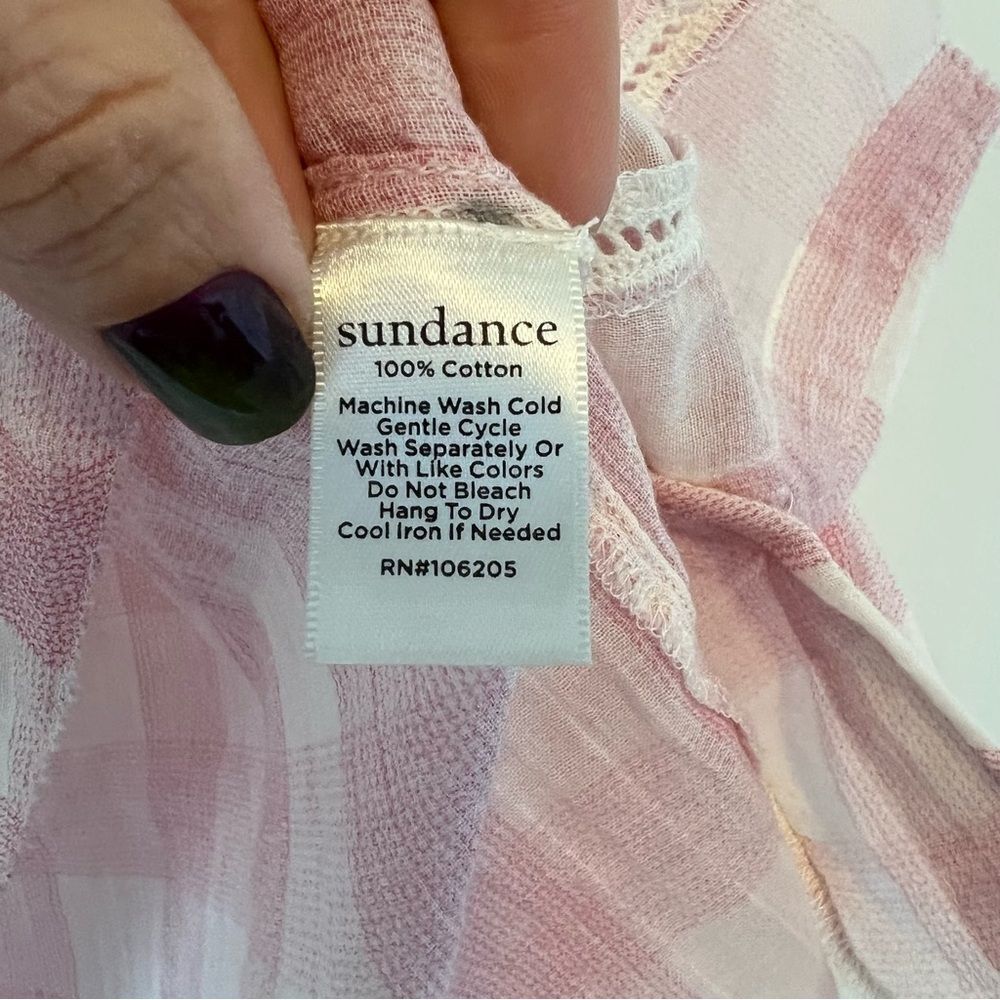 sundance
100% Cotton
Machine Wash Cold
Gentle Cycle
Wash Separately Or
With Like Colors
Do Not Bleach
Hang To Dry
Cool Iron If Needed
RN#106205